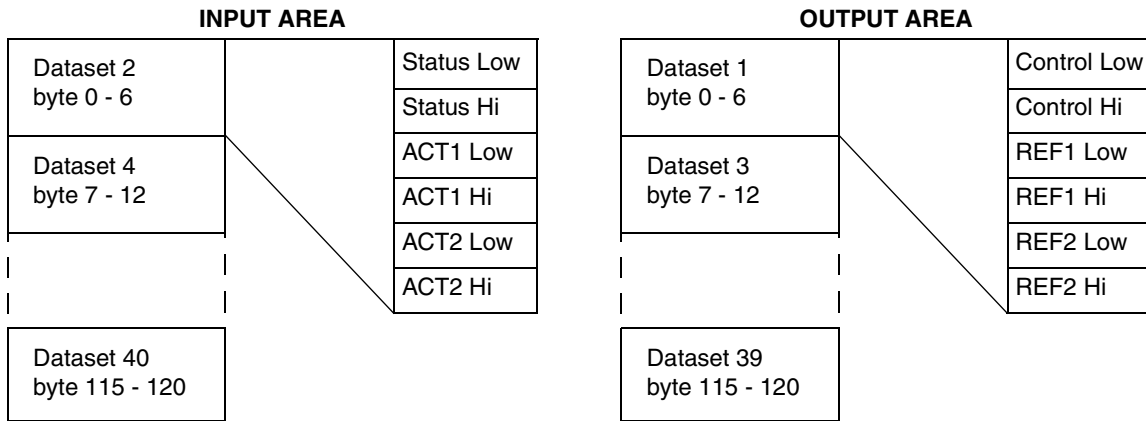 INPUT AREA
Dataset 2
byte 0 - 6
Dataset 4
byte 7 - 12
Dataset 40
byte 115 - 120
Status Low
Status Hi
ACT1 Low
ACT1 Hi
ACT2 Low
ACT2 Hi
OUTPUT AREA
Dataset 1
byte 0 - 6
Dataset 3
byte 7 - 12
Dataset 39
byte 115 - 120
Control Low
Control Hi
REF1 Low
REF1 Hi
REF2 Low
REF2 Hi